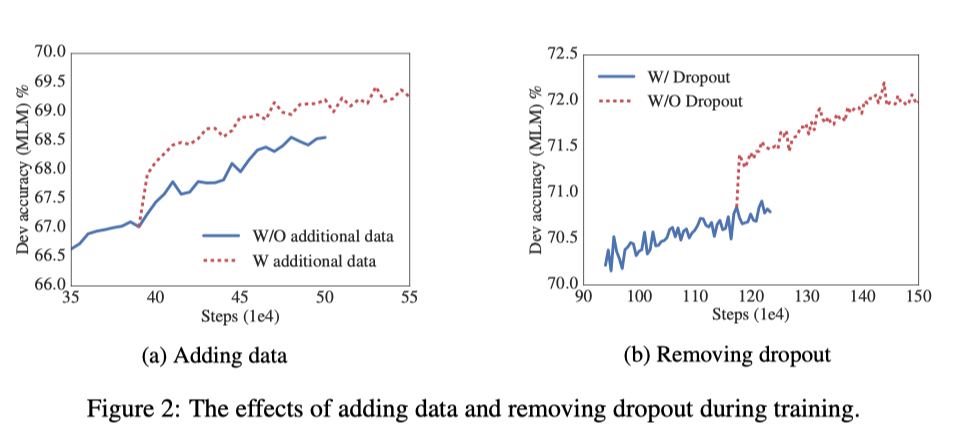 70.0
69.5
69.0
68.5
68.0
67.5
67.0
66.5
66.0
Dev accuracy (MLM) %
W/O additional data
W additional data
35 40 45 50 55
Steps (1e4)
(a) Adding data
72.5
72.0
71.5
71.0
70.5
70.0
Dev accuracy (MLM) %
W/ Dropout
W/O Dropout
90 100 110 120 130 140 150
Steps (1e4)
(b) Removing dropout
Figure 2: The effects of adding data and removing dropout during training.